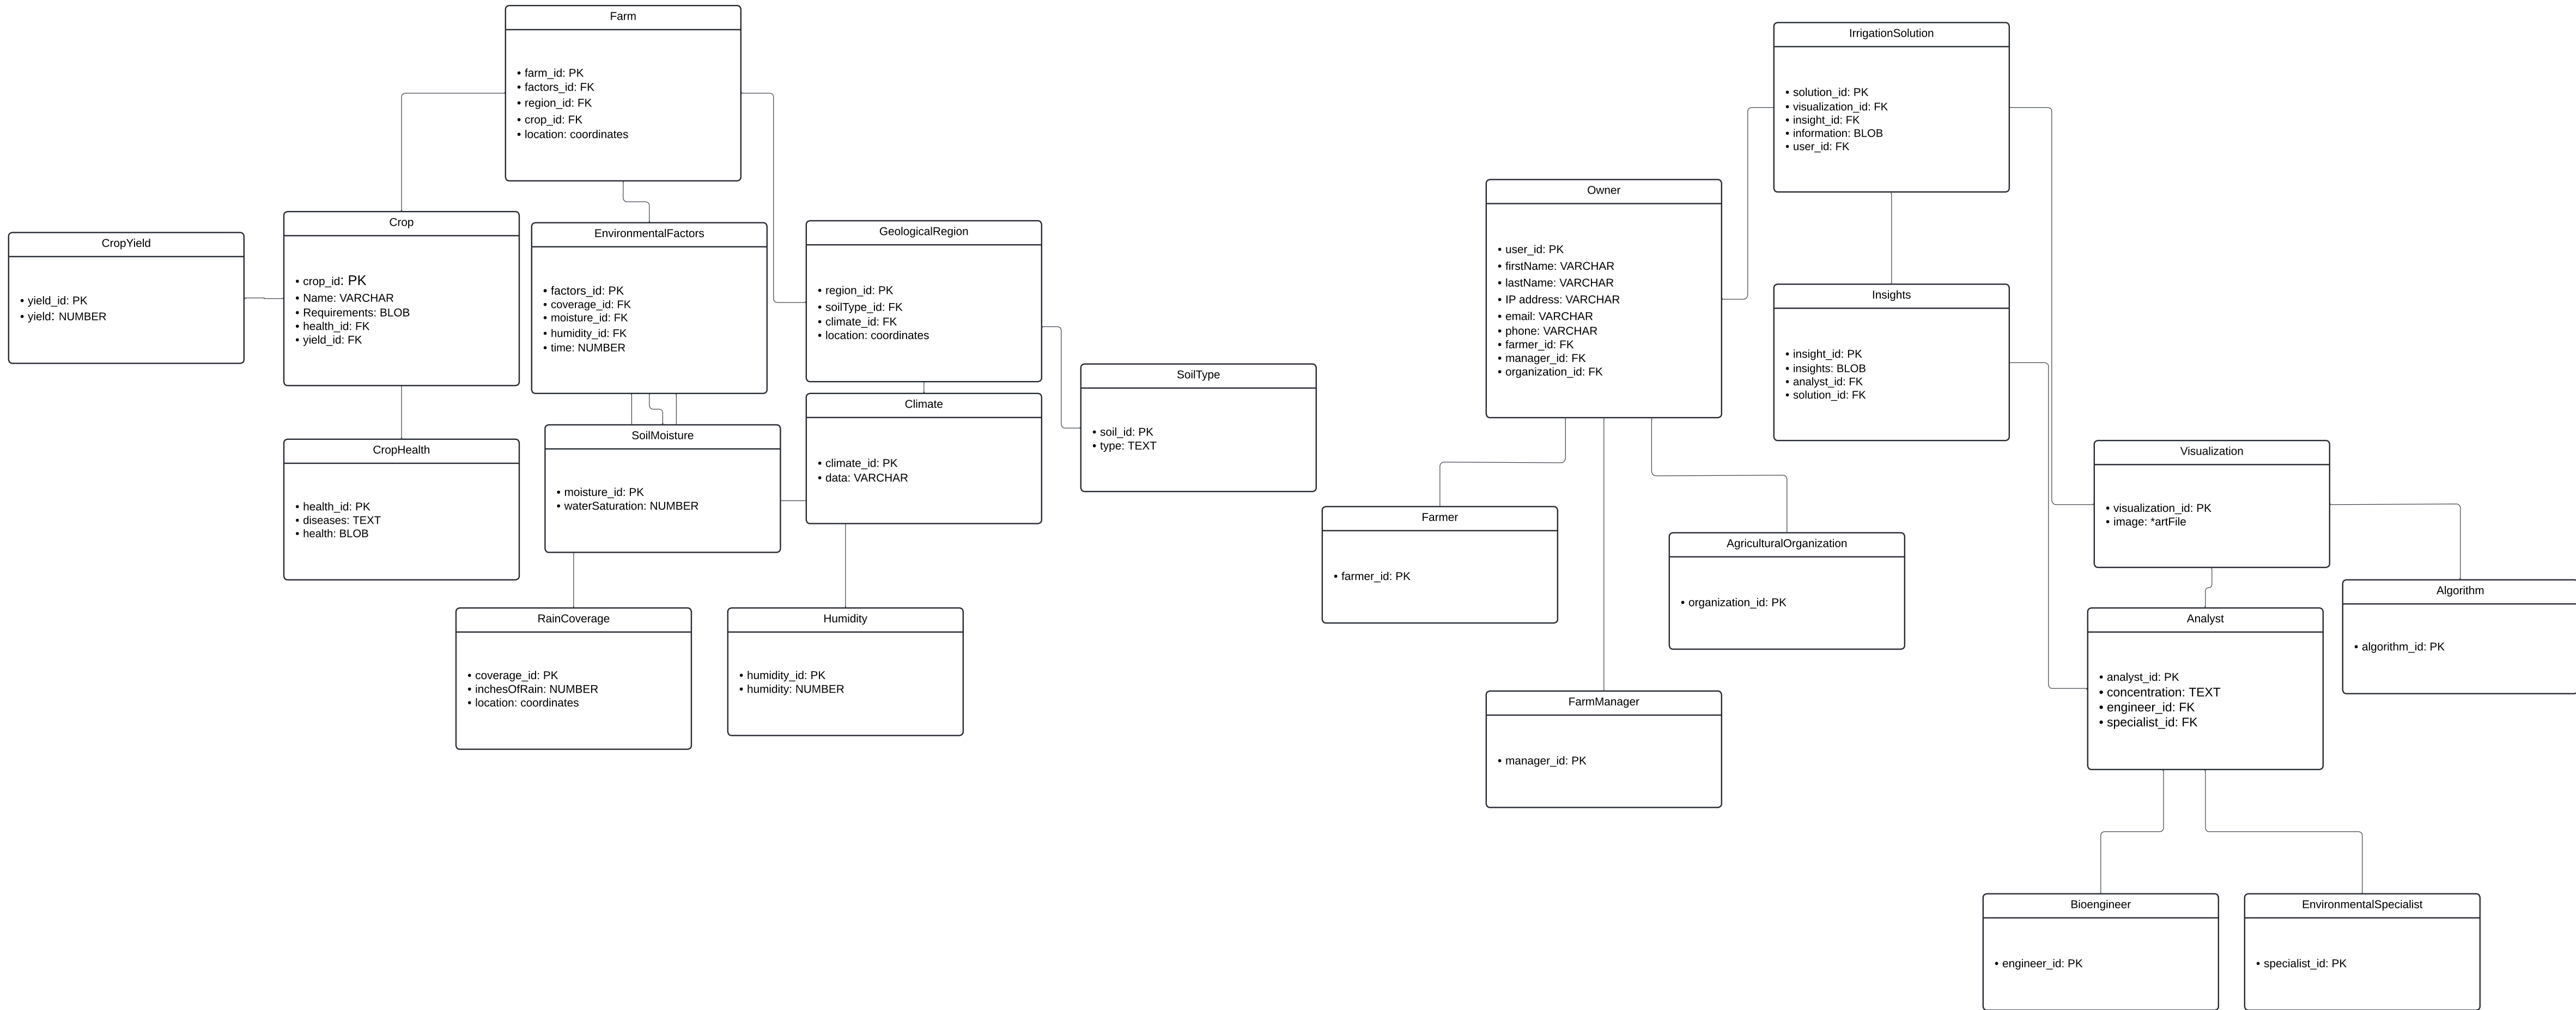 Farm
• farm_id: PK
• factors_id: FK
• region_id: FK
• crop_id: FK
• location: coordinates
IrrigationSolution
• solution_id: PK
• visualization_id: FK
• insight_id: FK
• information: BLOB
• user_id: FK
Owner
• user_id: PK
• firstName: VARCHAR
• lastName: VARCHAR
• IP address: VARCHAR
• email: VARCHAR
• phone: VARCHAR
• farmer_id: FK
• manager_id: FK
• organization_id: FK
CropYield
• yield_id: PK
• yield: NUMBER
Crop
• crop_id: PK
• Name: VARCHAR
• Requirements: BLOB
• health_id: FK
• yield_id: FK
EnvironmentalFactors
• factors_id: PK
• coverage_id: FK
• moisture_id: FK
• humidity_id: FK
• time: NUMBER
GeologicalRegion
• region_id: PK
• soilType_id: FK
• climate_id: FK
• location: coordinates
Insights
• insight_id: PK
• insights: BLOB
• analyst_id: FK
• solution_id: FK
SoilType
• soil_id: PK
• type: TEXT
Climate
• climate_id: PK
• data: VARCHAR
SoilMoisture
• moisture_id: PK
• waterSaturation: NUMBER
CropHealth
• health_id: PK
• diseases: TEXT
• health: BLOB
Visualization
• visualization_id: PK
• image: *artFile
Farmer
• farmer_id: PK
AgriculturalOrganization
• organization_id: PK
Algorithm
• algorithm_id: PK
RainCoverage
• coverage_id: PK
• inchesOfRain: NUMBER
• location: coordinates
Humidity
• humidity_id: PK
• humidity: NUMBER
Analyst
• analyst_id: PK
• concentration: TEXT
• engineer_id: FK
• specialist_id: FK
FarmManager
• manager_id: PK
Bioengineer
• engineer_id: PK
EnvironmentalSpecialist
• specialist_id: PK